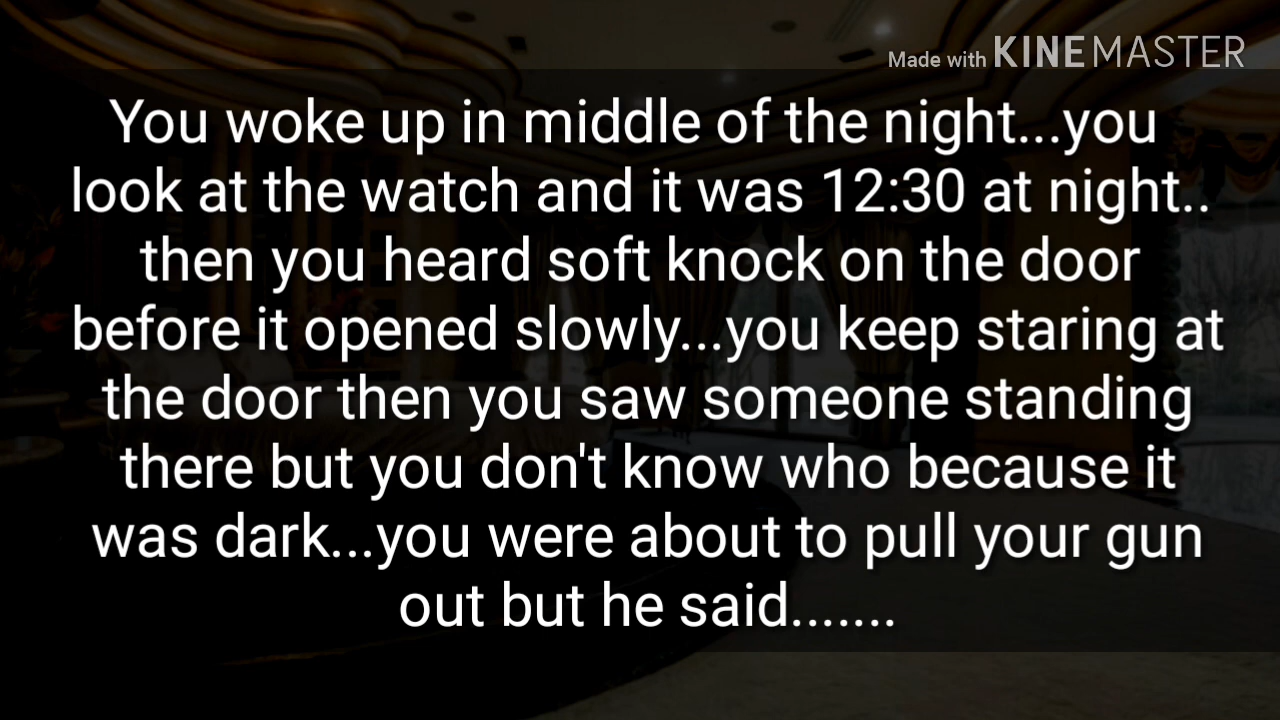 Made with KINEMASTER
You woke up in middle of the night...you
look at the watch and it was 12:30 at night..
then you heard soft knock on the door
before it opened slowly...you keep staring at
the door then you saw someone standing
there but you don't know who because it
was dark...you were about to pull your gun
out but he said.......